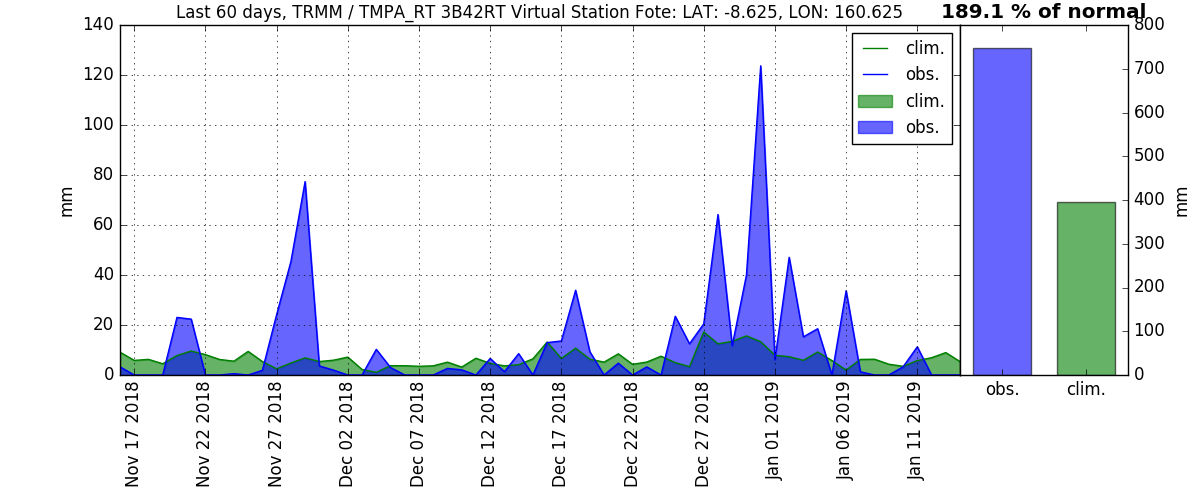 Last 60 days, TRMM / TMPA_RT 3B42RT Virtual Station Fote: LAT: -8.625, LON: 160.625
189.1 % of normal
mm
140
120
100
80
60
40
20
0
clim.
obs.
clim.
obs.
800
700
600
500
400
300
200
100
0
mm
Nov 17 2018
Nov 22 2018
Nov 27 2018
Dec 02 2018
Dec 07 2018
Dec 12 2018
Dec 17 2018
Dec 22 2018
Dec 27 2018
Jan 01 2019
Jan 06 2019
Jan 11 2019
obs.
clim.